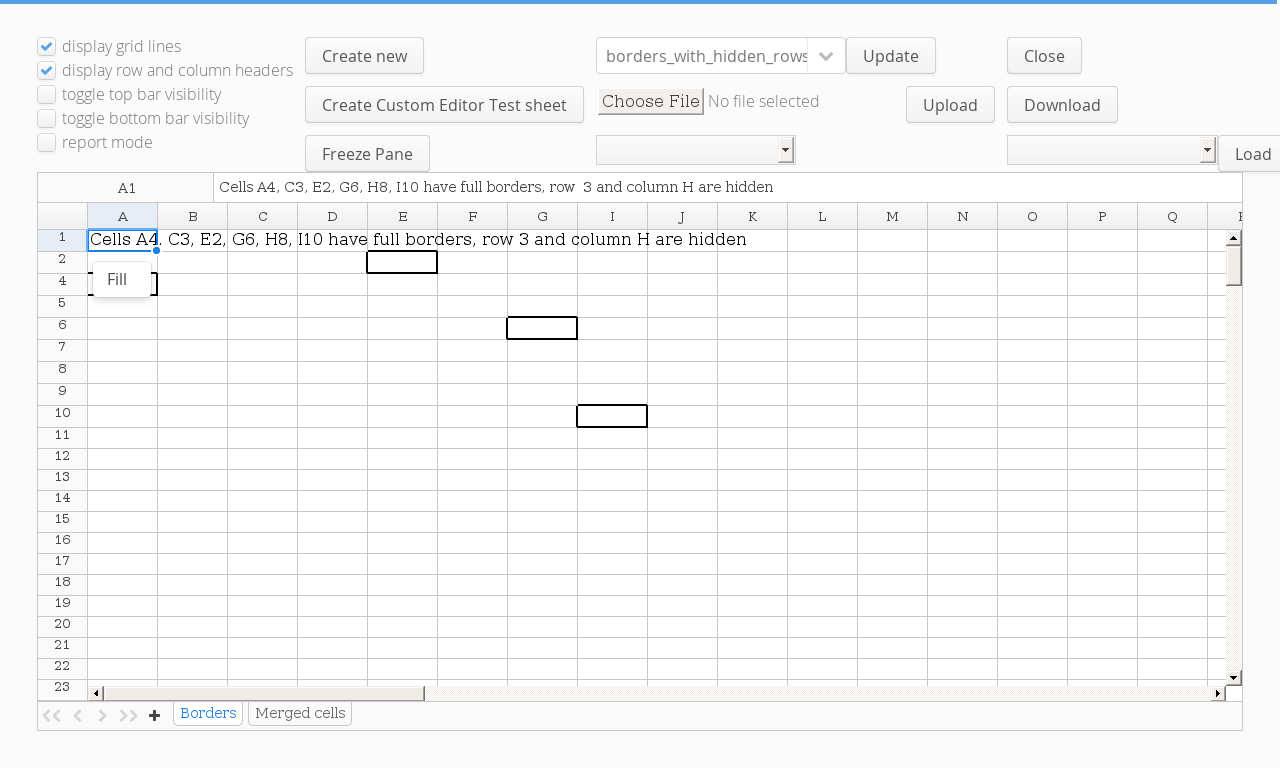 display grid lines
display row and column headers
toggle top bar visibility
toggle bottom bar visibility
report mode
Create new
borders_with_hidden_rows
Update
Close
Create Custom Editor Test sheet
Choose File No file selected
Upload
Download
Freeze Pane
Load
A1
Cells A4, C3, E2, G6, H8, I10 have full borders, row  3 and column H are hidden
A B C D E F G I J K L M N O P Q
1 Cells A4, C3, E2, G6, H8, I10 have full borders, row 3 and column H are hidden
2
Fill
4
5
6
7
8
9
10
11
12
13
14
15
16
17
18
19
20
21
22
23
Borders
Merged cells